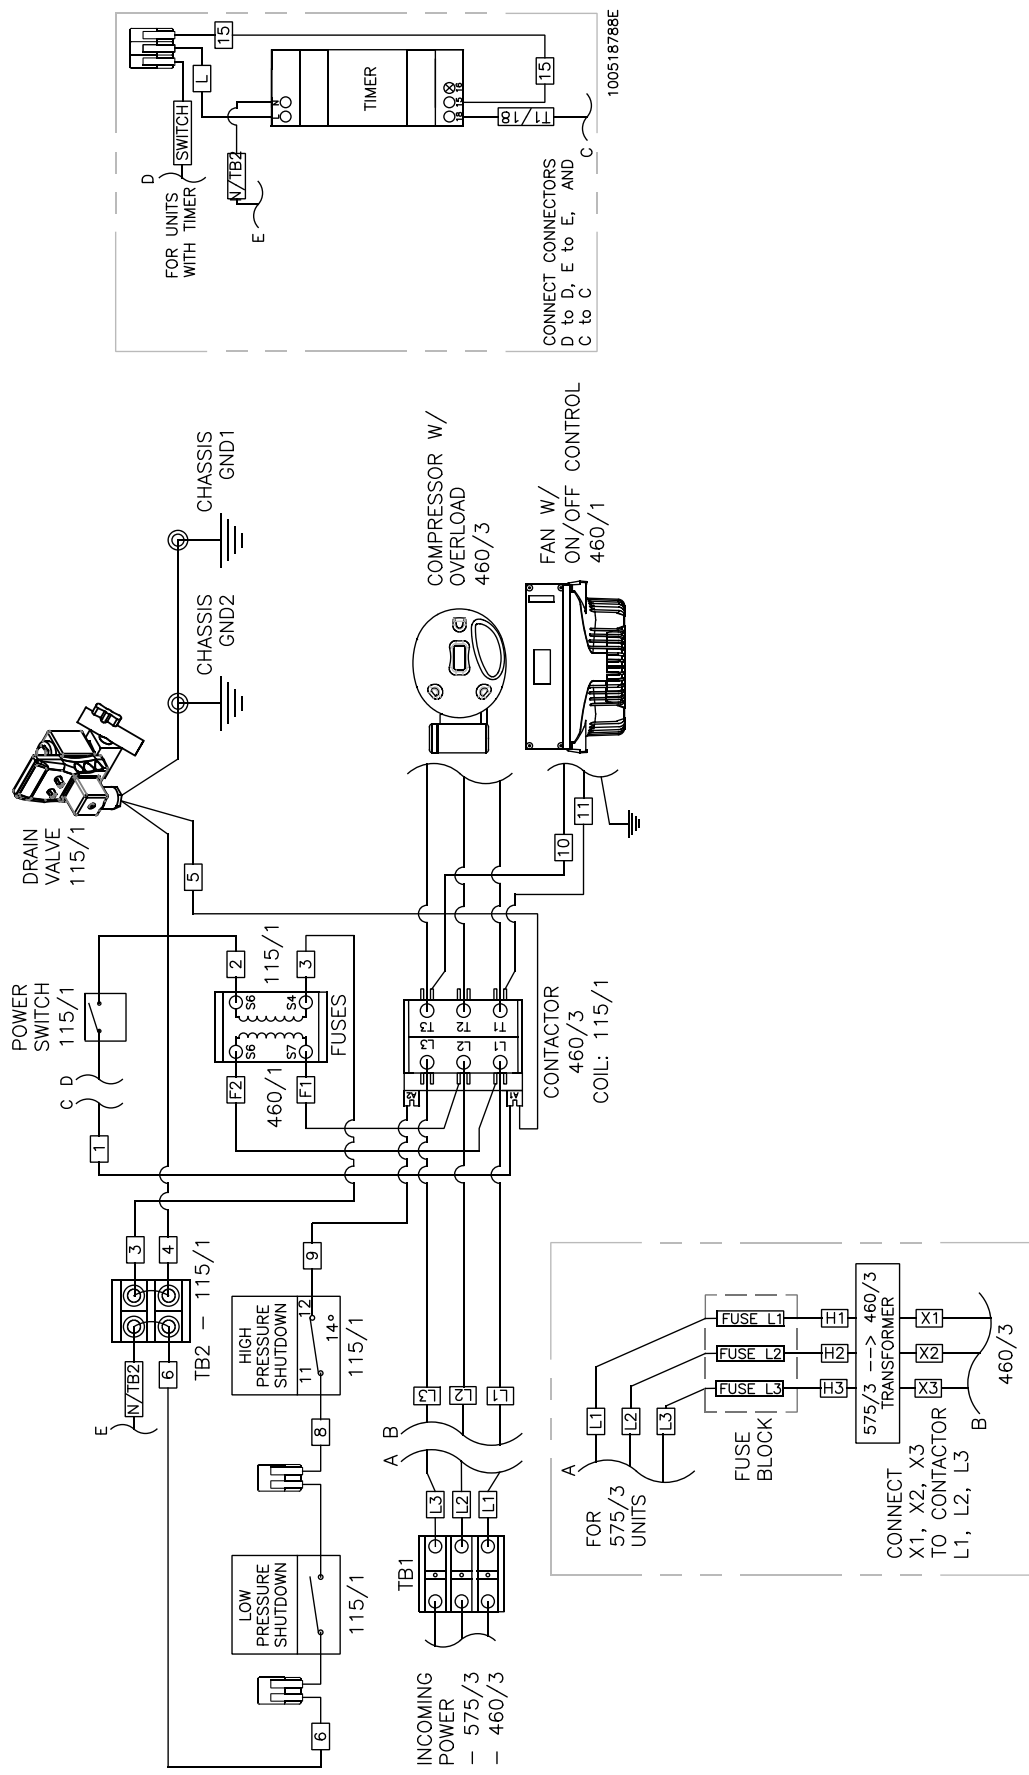 100518788E
15
15
L
TIMER
N
L
16
15
18
T1/18
C
SWITCH
D
N/TB2
E
FOR UNITS
WITH TIMER
CONNECT CONNECTORS
D to D, E to E, AND
C to C
CHASSIS
GND1
CHASSIS
GND2
COMPRESSOR W/
OVERLOAD
460/3
FAN W/
ON/OFF CONTROL
460/1
DRAIN
VALVE
115/1
5
10
11
POWER
SWITCH
115/1
D
C
1
2
115/1
3
S6
S4
S6
S7
FUSES
F2
460/1
F1
T3
T2
T1
L3
L2
L1
A2
A1
CONTACTOR
460/3
COIL: 115/1
3
4
TB2 – 115/1
N/TB2
E
6
9
HIGH
PRESSURE
SHUTDOWN
12
11
14
115/1
8
LOW
PRESSURE
SHUTDOWN
115/1
6
L3
L2
L1
B
A
L3
L2
L1
TB1
INCOMING
POWER
– 575/3
– 460/3
A
L1
L2
L3
FOR
575/3
UNITS
FUSE L1
FUSE L2
FUSE L3
FUSE
BLOCK
H1
H2
H3
575/3 ––> 460/3
TRANSFORMER
X1
X2
X3
B
460/3
CONNECT
X1, X2, X3
TO CONTACTOR
L1, L2, L3